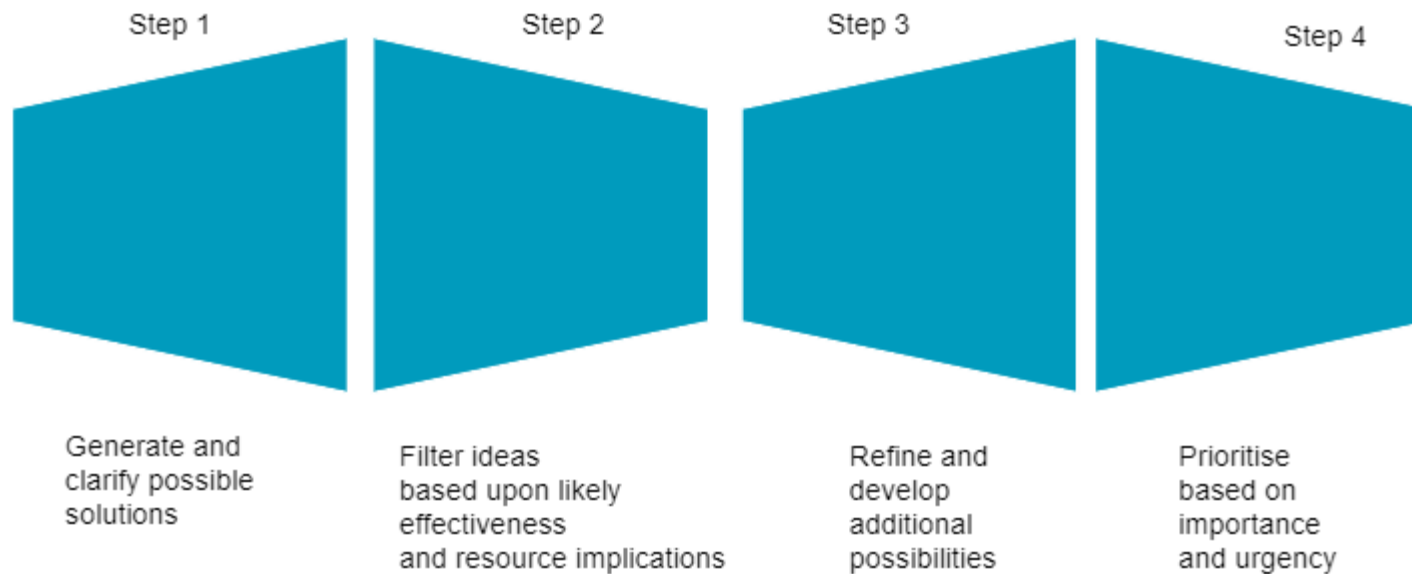 Step 1
Step 2
Step 3
Step 4
Generate and
clarify possible
solutions
Filter ideas
based upon likely
effectiveness
and resource implications
Refine and
develop
additional
possibilities
Prioritise
based on
importance
and urgency